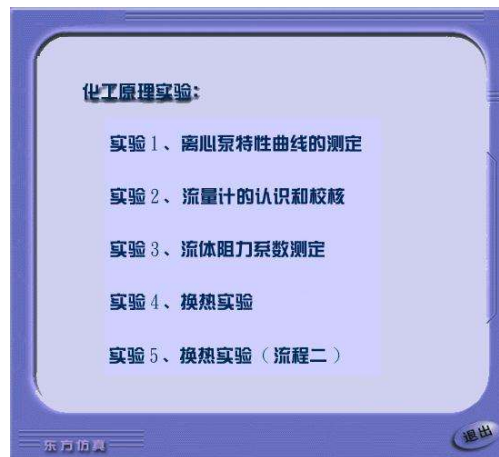 化工原理实验:
实验1、离心泵特性曲线的测定
实验2、流量计的认识和校核
实验3、流体阻力系数测定
实验4、换热实验
实验5、换热实验（流程二）
东方仿真
退出